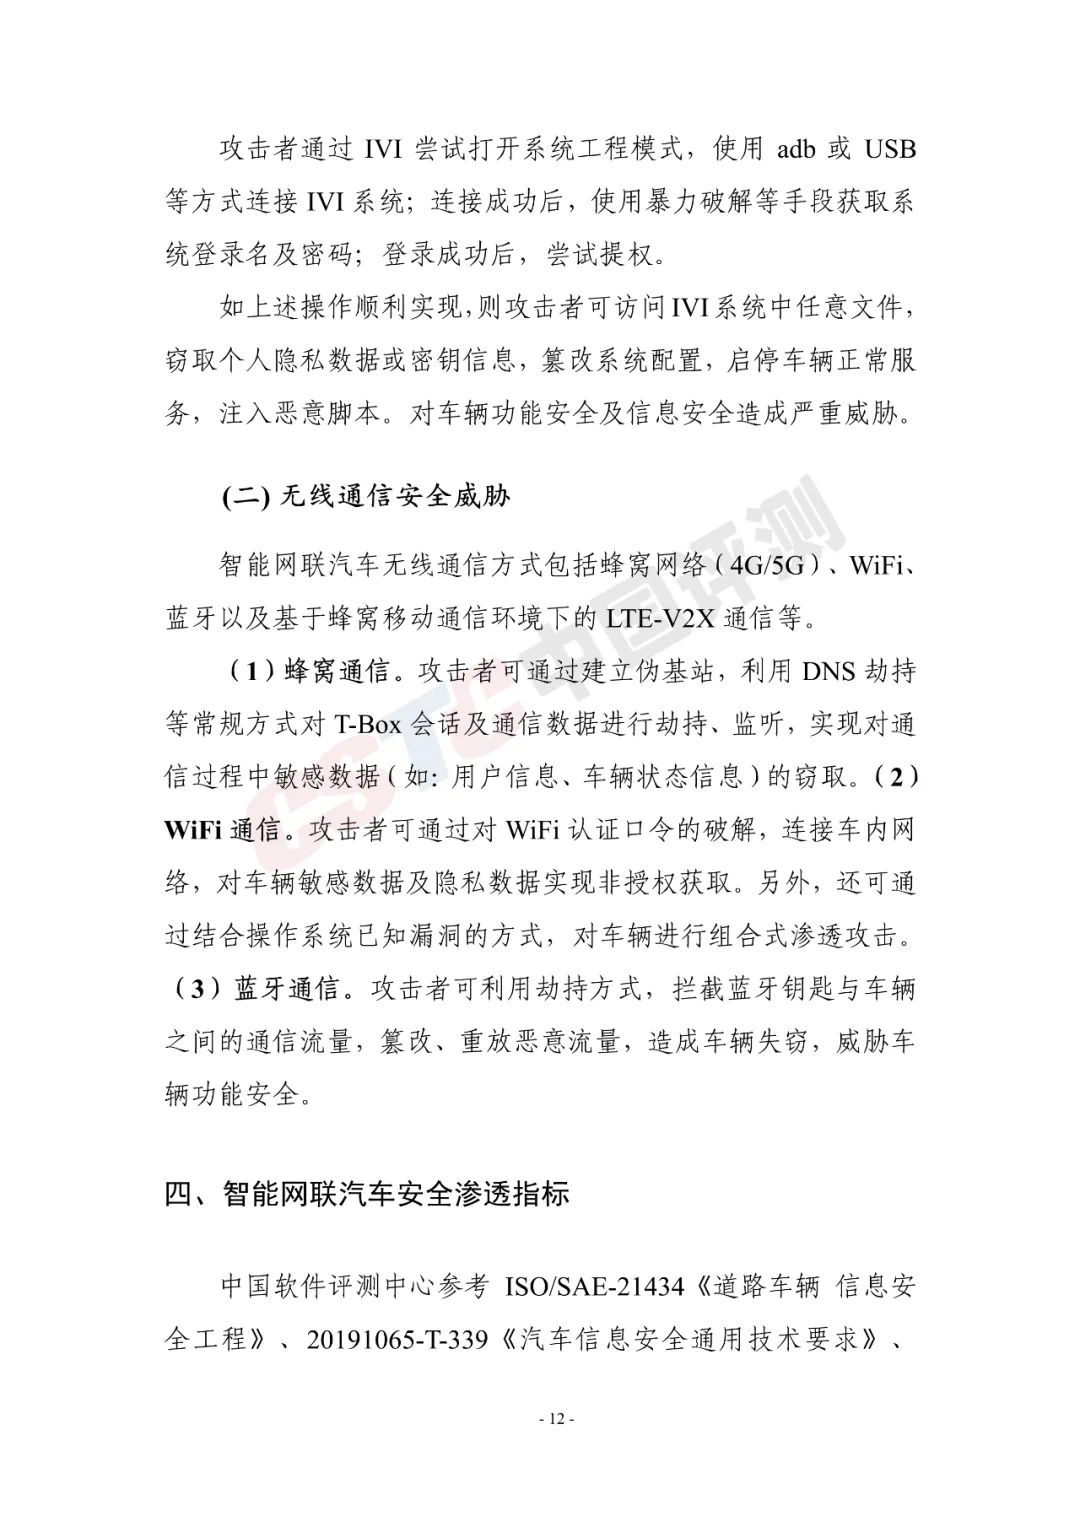 攻击者通过 IVI 尝试打开系统工程模式，使用 adb 或 USB
等方式连接 IVI 系统；连接成功后，使用暴力破解等手段获取系
统登录名及密码；登录成功后，尝试提权。
如上述操作顺利实现，则攻击者可访问 IVI 系统中任意文件，
窃取个人隐私数据或密钥信息，篡改系统配置，启停车辆正常服
务，注入恶意脚本。对车辆功能安全及信息安全造成严重威胁。
(二) 无线通信安全威胁
智能网联汽车无线通信方式包括蜂窝网络（4G/5G）、WiFi、
蓝牙以及基于蜂窝移动通信环境下的 LTE-V2X 通信等。
（1）蜂窝通信。攻击者可通过建立伪基站，利用 DNS 劫持
等常规方式对 T-Box 会话及通信数据进行劫持、监听，实现对通
信过程中敏感数据（如：用户信息、车辆状态信息）的窃取。（2）
WiFi 通信。攻击者可通过对 WiFi 认证口令的破解，连接车内网
络，对车辆敏感数据及隐私数据实现非授权获取。另外，还可通
过结合操作系统已知漏洞的方式，对车辆进行组合式渗透攻击。
（3）蓝牙通信。攻击者可利用劫持方式，拦截蓝牙钥匙与车辆
之间的通信流量，篡改、重放恶意流量，造成车辆失窃，威胁车
辆功能安全。
四、智能网联汽车安全渗透指标
中国软件评测中心参考 ISO/SAE-21434《道路车辆 信息安
全工程》、20191065-T-339《汽车信息安全通用技术要求》、
- 12 -
CSTC 中国评测